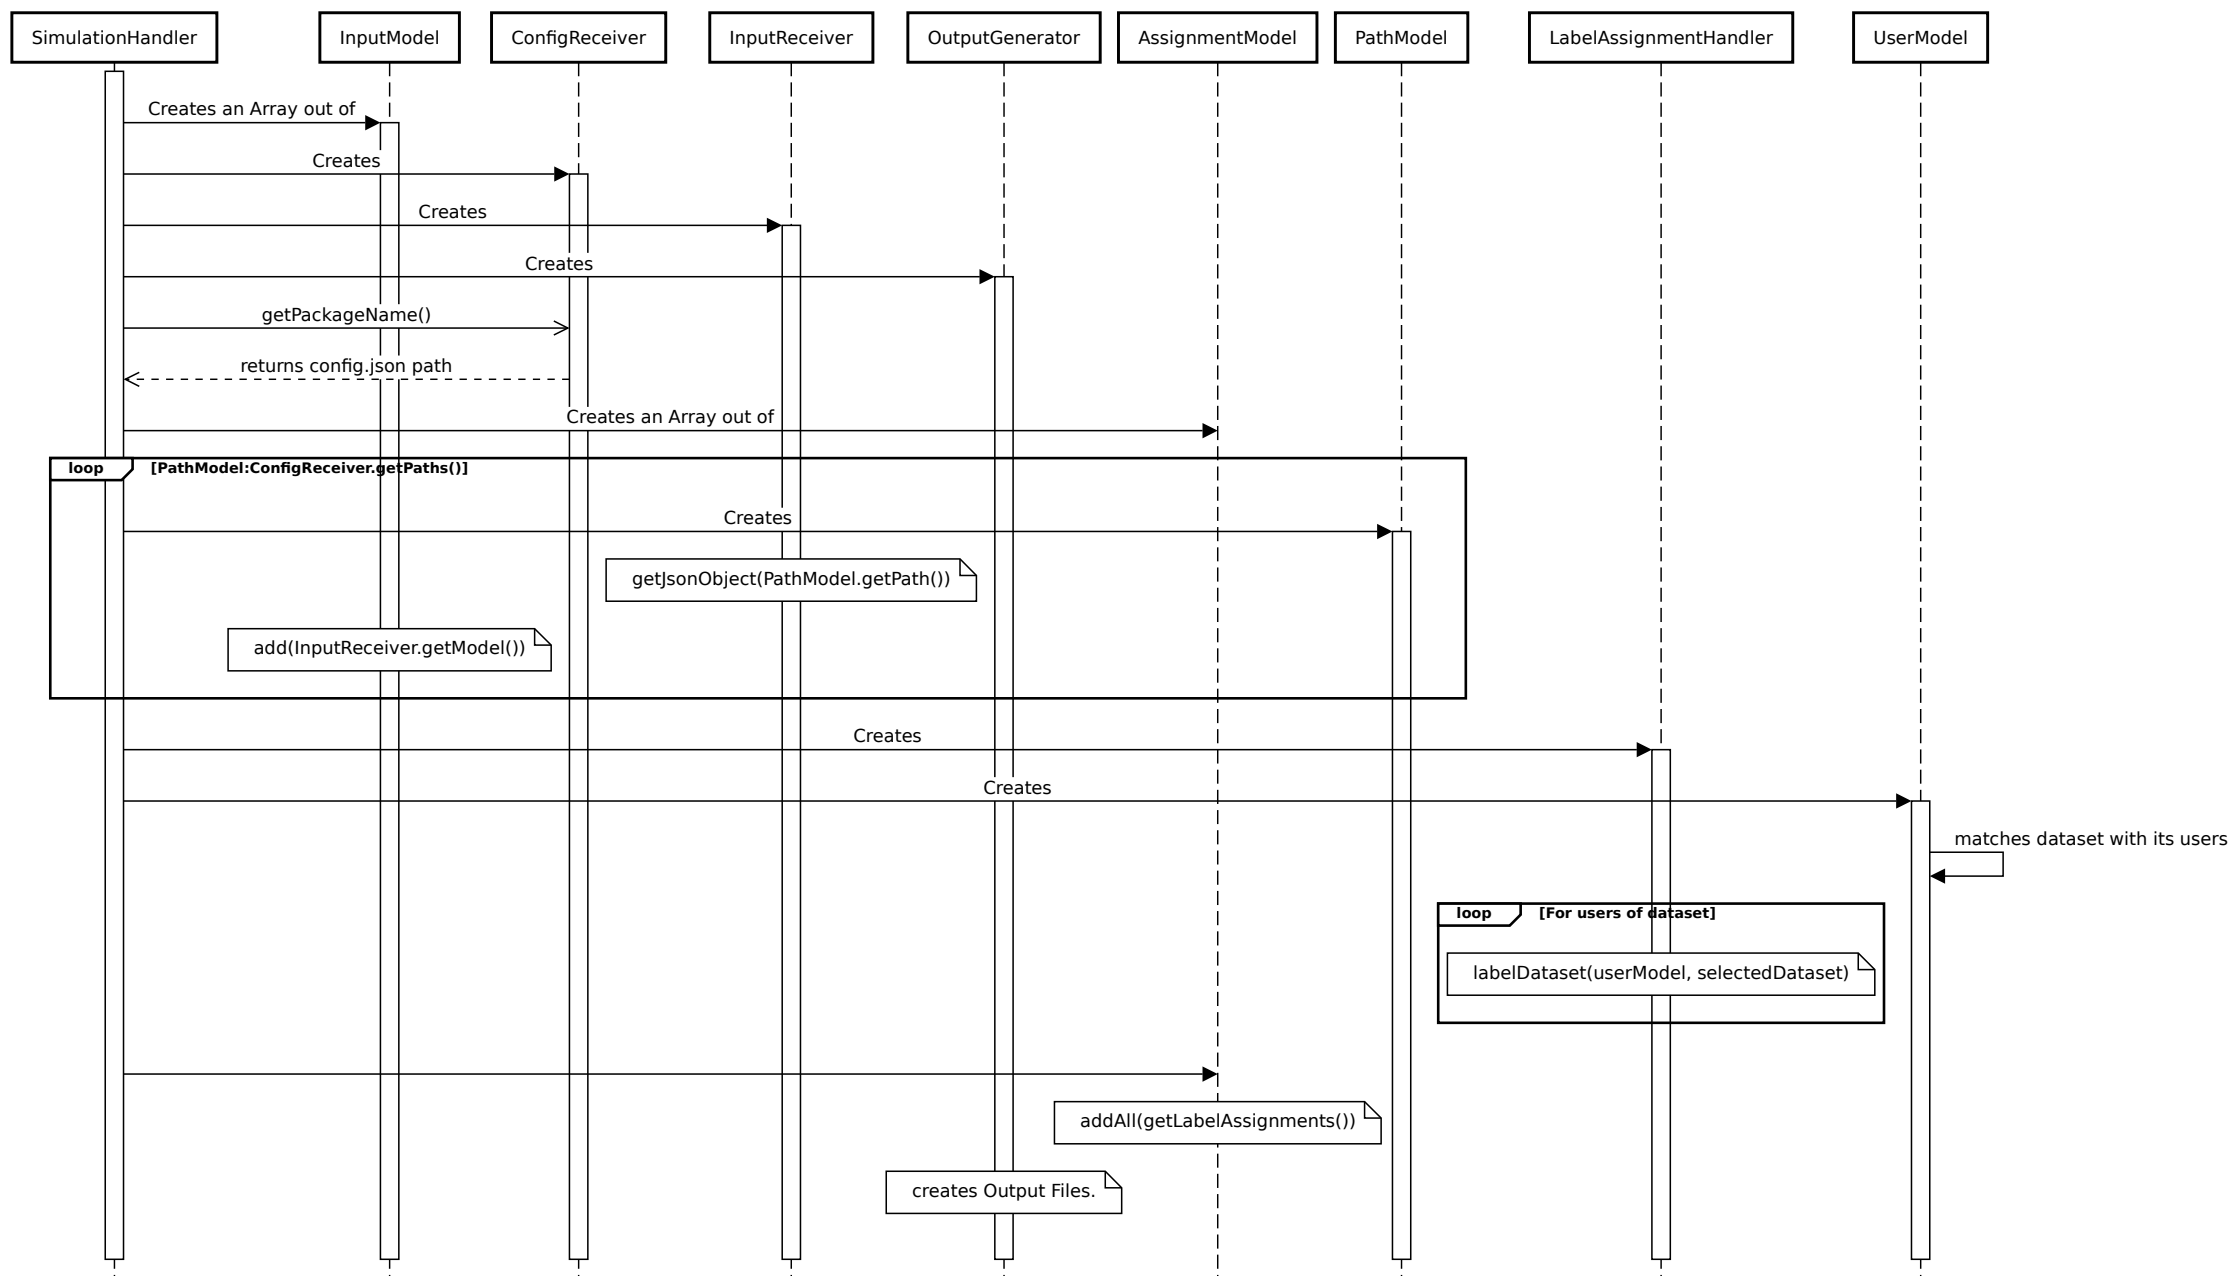 SimulationHandler
InputModel
ConfigReceiver
InputReceiver
OutputGenerator
AssignmentModel
PathModel
LabelAssignmentHandler
UserModel
Creates an Array out of
Creates
Creates
Creates
getPackageName()
returns config.json path
Creates an Array out of
loop [PathModel:ConfigReceiver.getPaths()]
Creates
getJsonObject(PathModel.getPath())
add(InputReceiver.getModel())
Creates
Creates
matches dataset with its users
loop [For users of dataset]
labelDataset(userModel, selectedDataset)
addAll(getLabelAssignments())
creates Output Files.